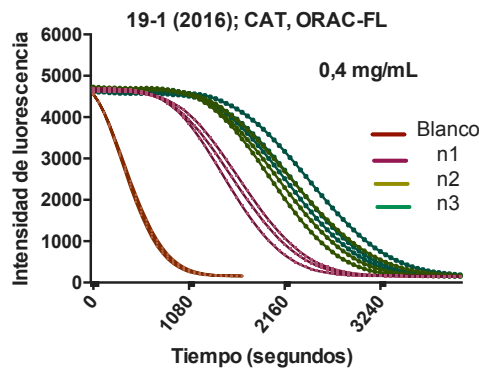 19-1 (2016); CAT, ORAC-FL
0,4 mg/mL
Intensidad de luorescencia
6000
5000
4000
3000
2000
1000
0
Blanco
n1
n2
n3
0
1080
2160
3240
Tiempo (segundos)